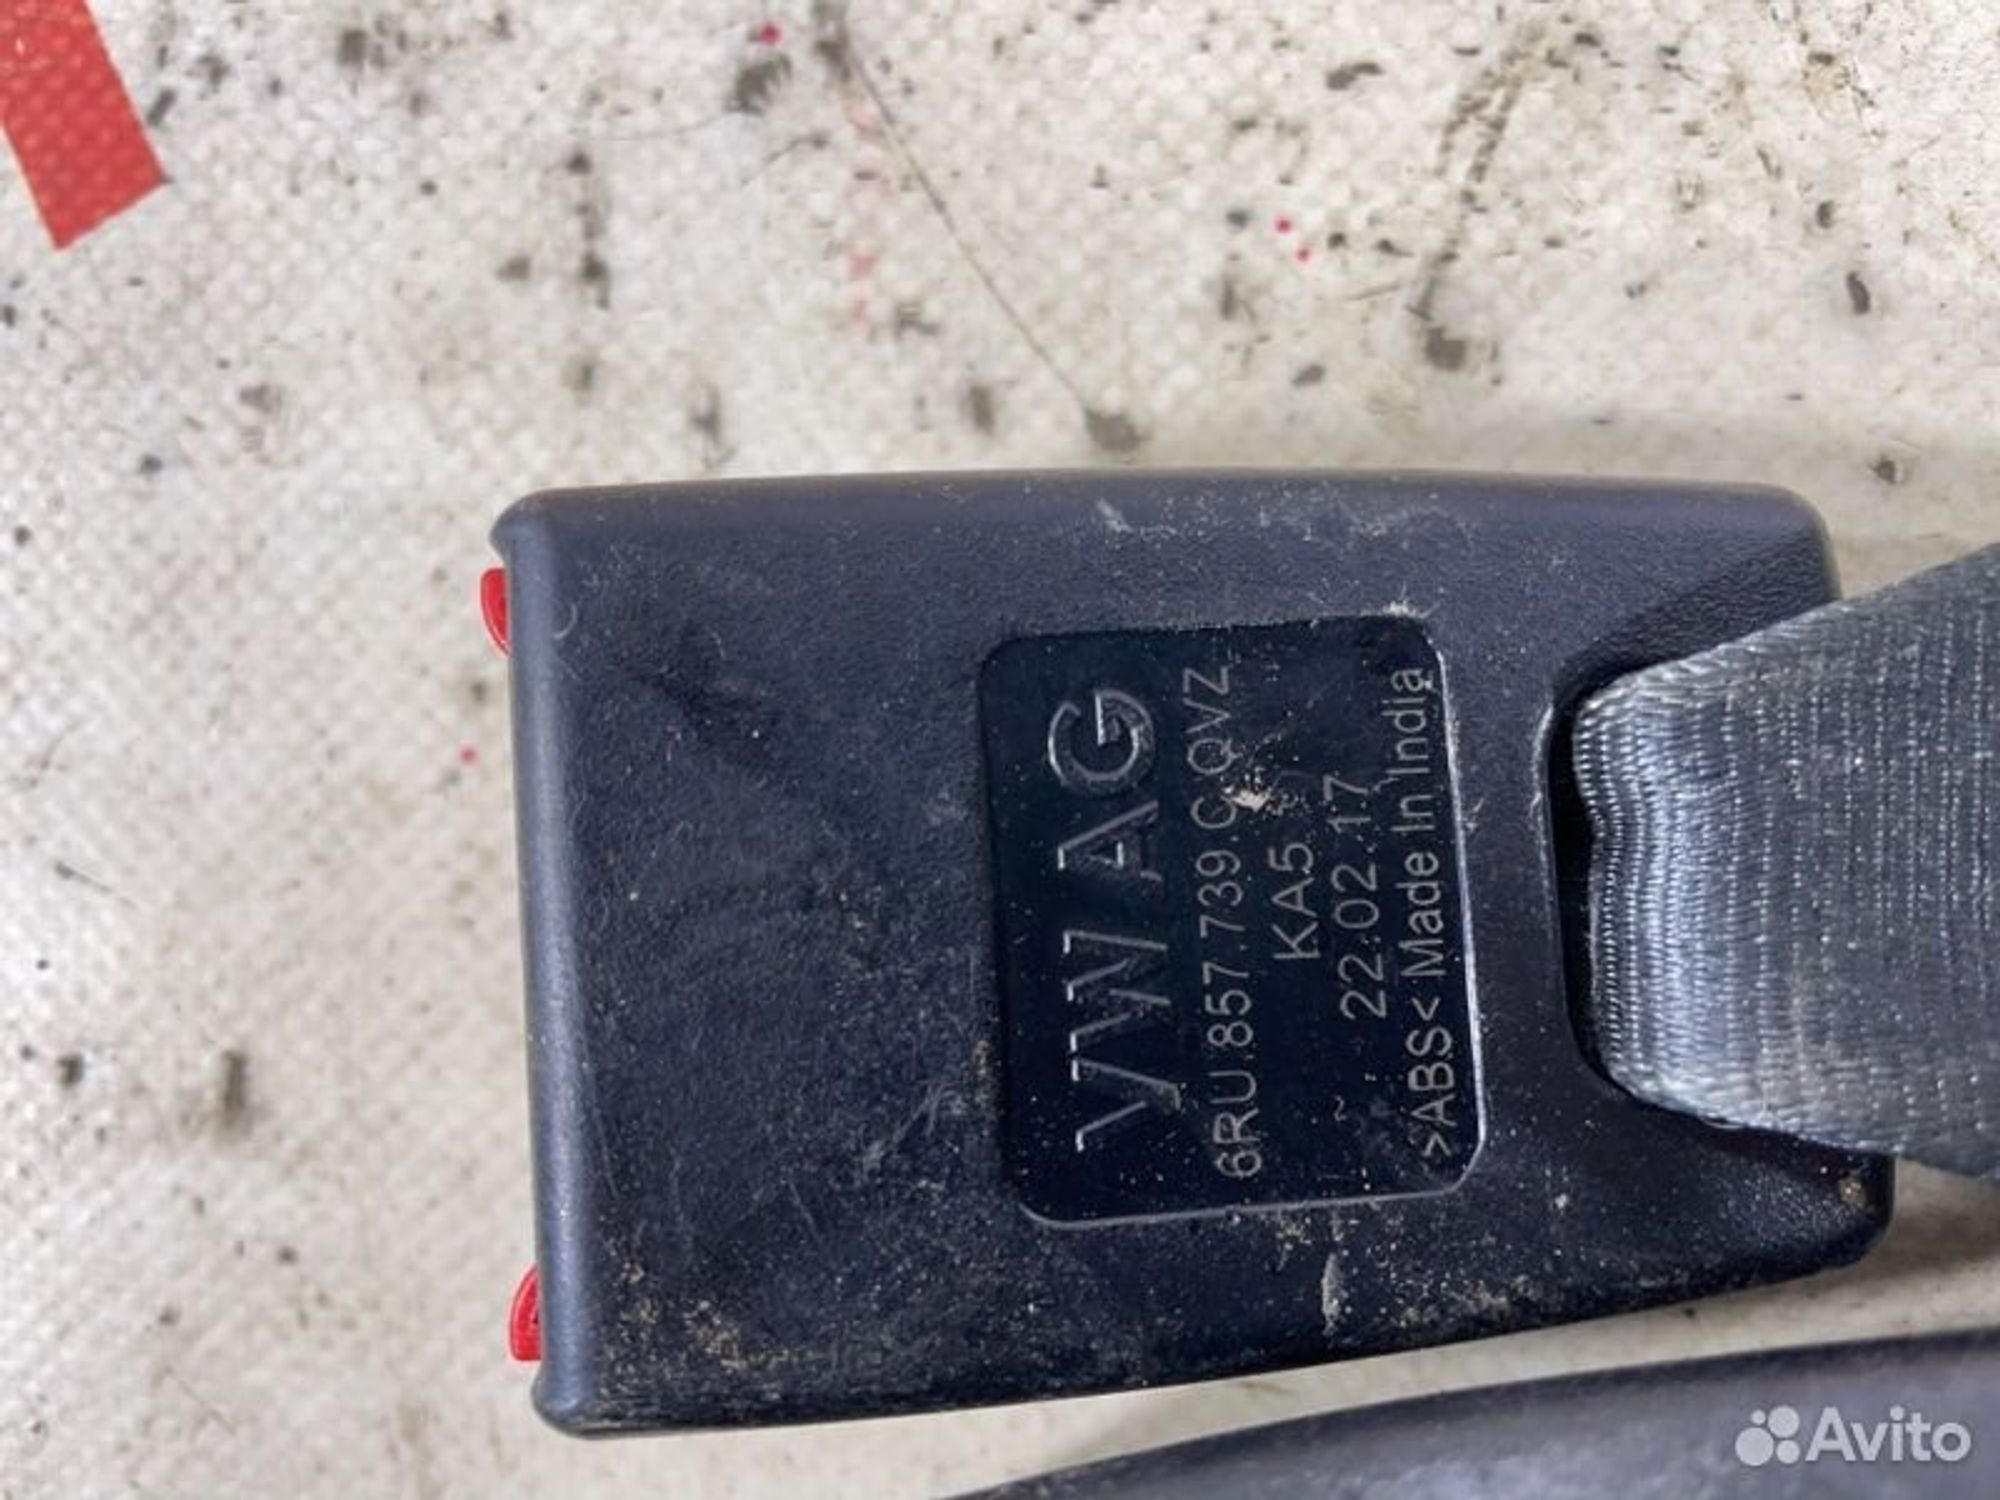 VW AG
6RU.857.739.C QVZ
KA5
22.02.17
>ABS< Made In India
Avito